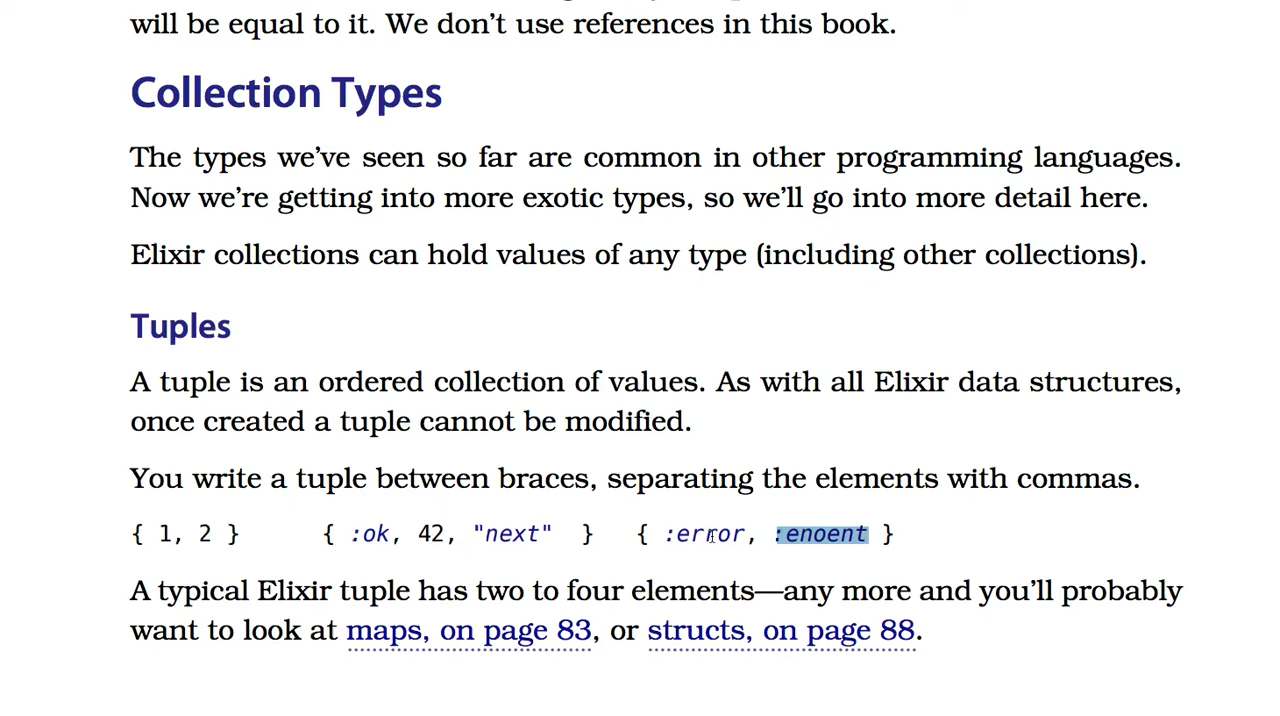 will be equal to it. We don’t use references in this book.
Collection Types
The types we’ve seen so far are common in other programming languages.
Now we’re getting into more exotic types, so we’ll go into more detail here.
Elixir collections can hold values of any type (including other collections).
Tuples
A tuple is an ordered collection of values. As with all Elixir data structures,
once created a tuple cannot be modified.
You write a tuple between braces, separating the elements with commas.
{ 1, 2 } { :ok, 42, "next" } { :error, :enoent }
A typical Elixir tuple has two to four elements—any more and you’ll probably
want to look at maps, on page 83, or structs, on page 88.